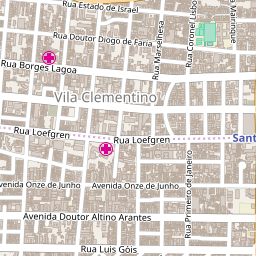 Rua Estado de Israel
Rua Doutor Diogo de Faria
Rua Marselhesa
Rua Coronel Lisbo
Rua Borges Lagoa
Vila Clementino
Rua Loefgren
Rua Loefgren
Sant
Avenida Onze de Junho
Avenida Onze de Junho
Rua Primeiro de Janeiro
Avenida Doutor Altino Arantes
Rua Luis Góis